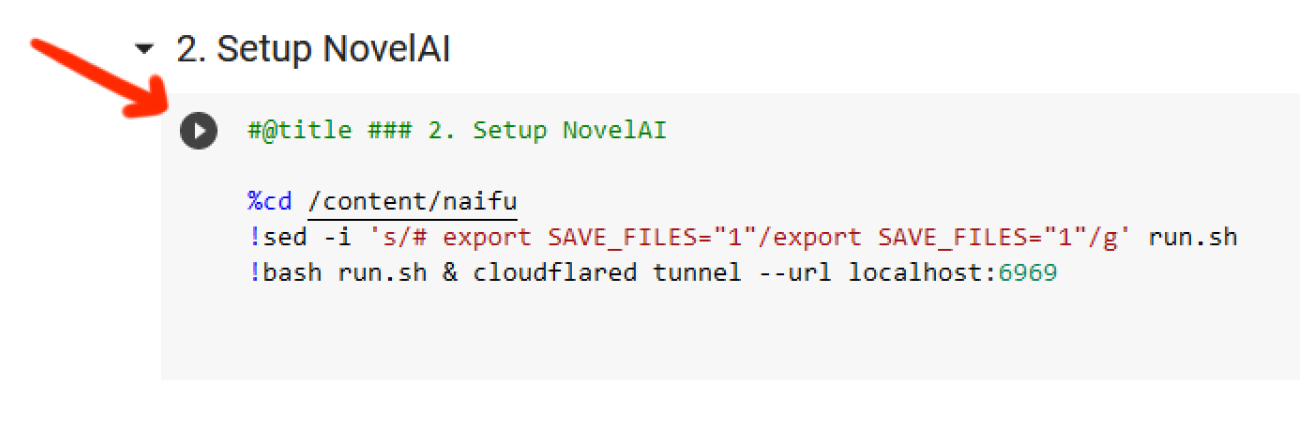 2. Setup NovelAI
#@title ### 2. Setup NovelAI
%cd /content/naifu
!sed -i 's/# export SAVE_FILES="1"/export SAVE_FILES="1"/g' run.sh
!bash run.sh & cloudflared tunnel --url localhost:6969